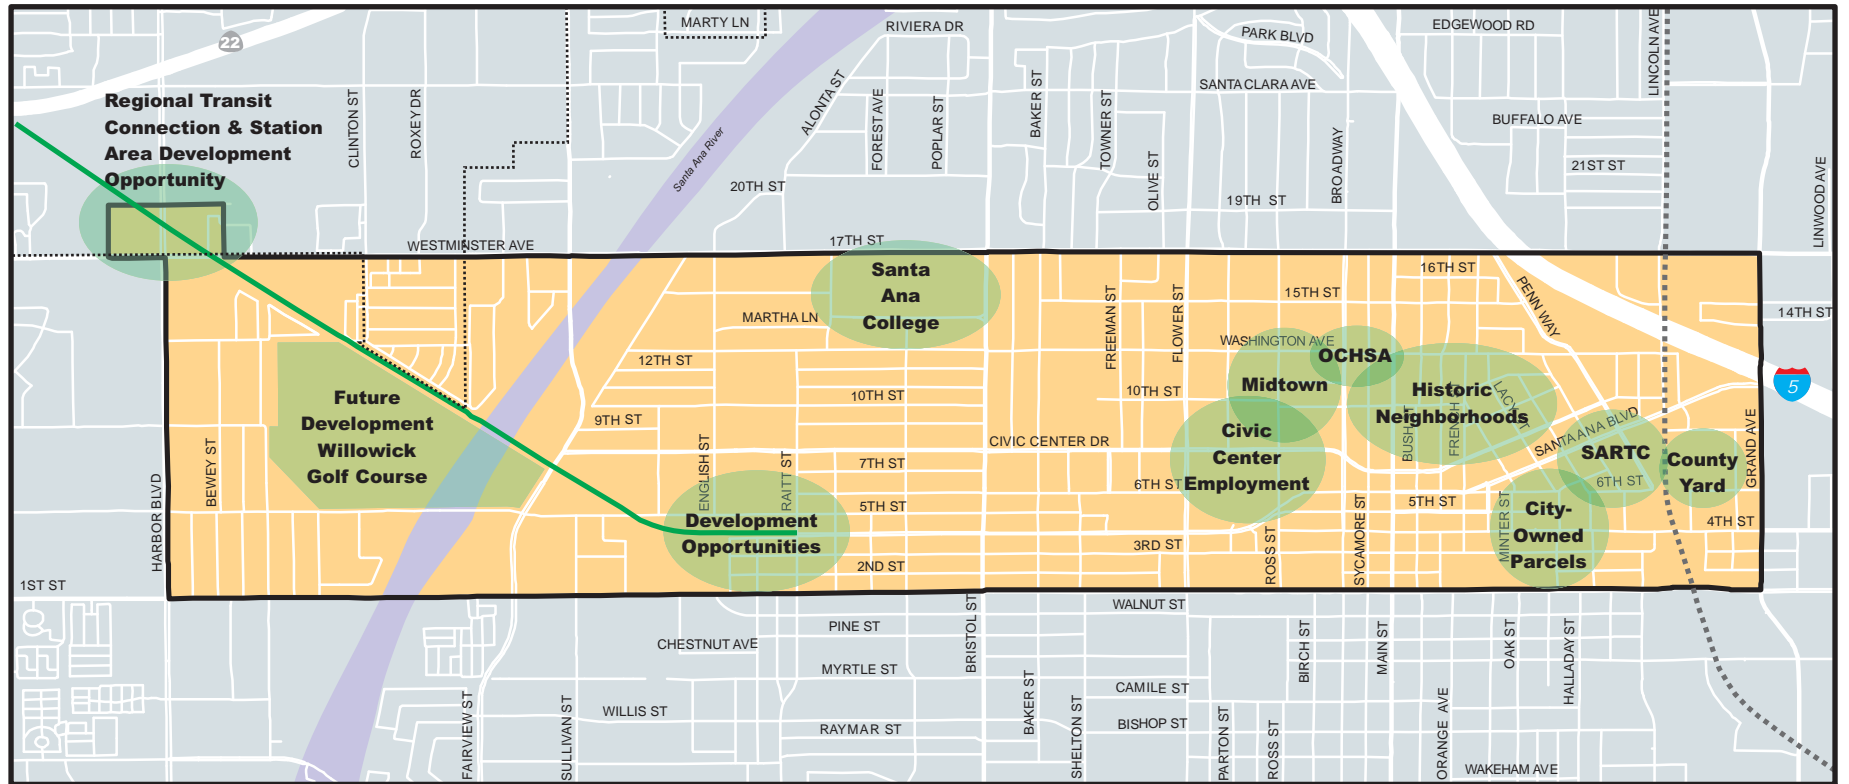 MARTY LN
RIVIERA DR
EDGEWOOD RD
LINCOLN AVE
PARK BLVD
22
SANTA CLARA AVE
Regional Transit
Connection & Station
Area Development
Opportunity
CLINTON ST
ROXEY DR
ALONTA ST
FOREST AVE
POPLAR ST
BAKER ST
TOWNER ST
OLIVE ST
BROADWAY
BUFFALO AVE
21ST ST
LINWOOD AVE
Santa Ana River
20TH ST
19TH ST
WESTMINSTER AVE
17TH ST
Santa
Ana
College
16TH ST
15TH ST
PENN WAY
14TH ST
MARTHA LN
FREEMAN ST
FLOWER ST
WASHINGTON AVE
OCHSA
12TH ST
Midtown
Historic
Neighborhoods
LACY ST
FRENCH ST
BUSH ST
5
10TH ST
10TH ST
Future
Development
Willowick
Golf Course
9TH ST
CIVIC CENTER DR
Civic
Center
Employment
SANTA ANA BLVD
SARTC
County
Yard
GRAND AVE
HARBOR BLVD
BEWEY ST
ENGLISH ST
RAITT ST
7TH ST
6TH ST
6TH ST
5TH ST
5TH ST
Development
Opportunities
City-
Owned
Parcels
MINTER ST
4TH ST
3RD ST
ROSS ST
SYCAMORE ST
2ND ST
1ST ST
WALNUT ST
BRISTOL ST
PINE ST
CHESTNUT AVE
BIRCH ST
MAIN ST
OAK ST
HALLADAY ST
MYRTLE ST
CAMILE ST
BAKER ST
SHELTON ST
FAIRVIEW ST
SULLIVAN ST
WILLIS ST
RAYMAR ST
BISHOP ST
PARTON ST
ROSS ST
ORANGE AVE
WAKEHAM AVE